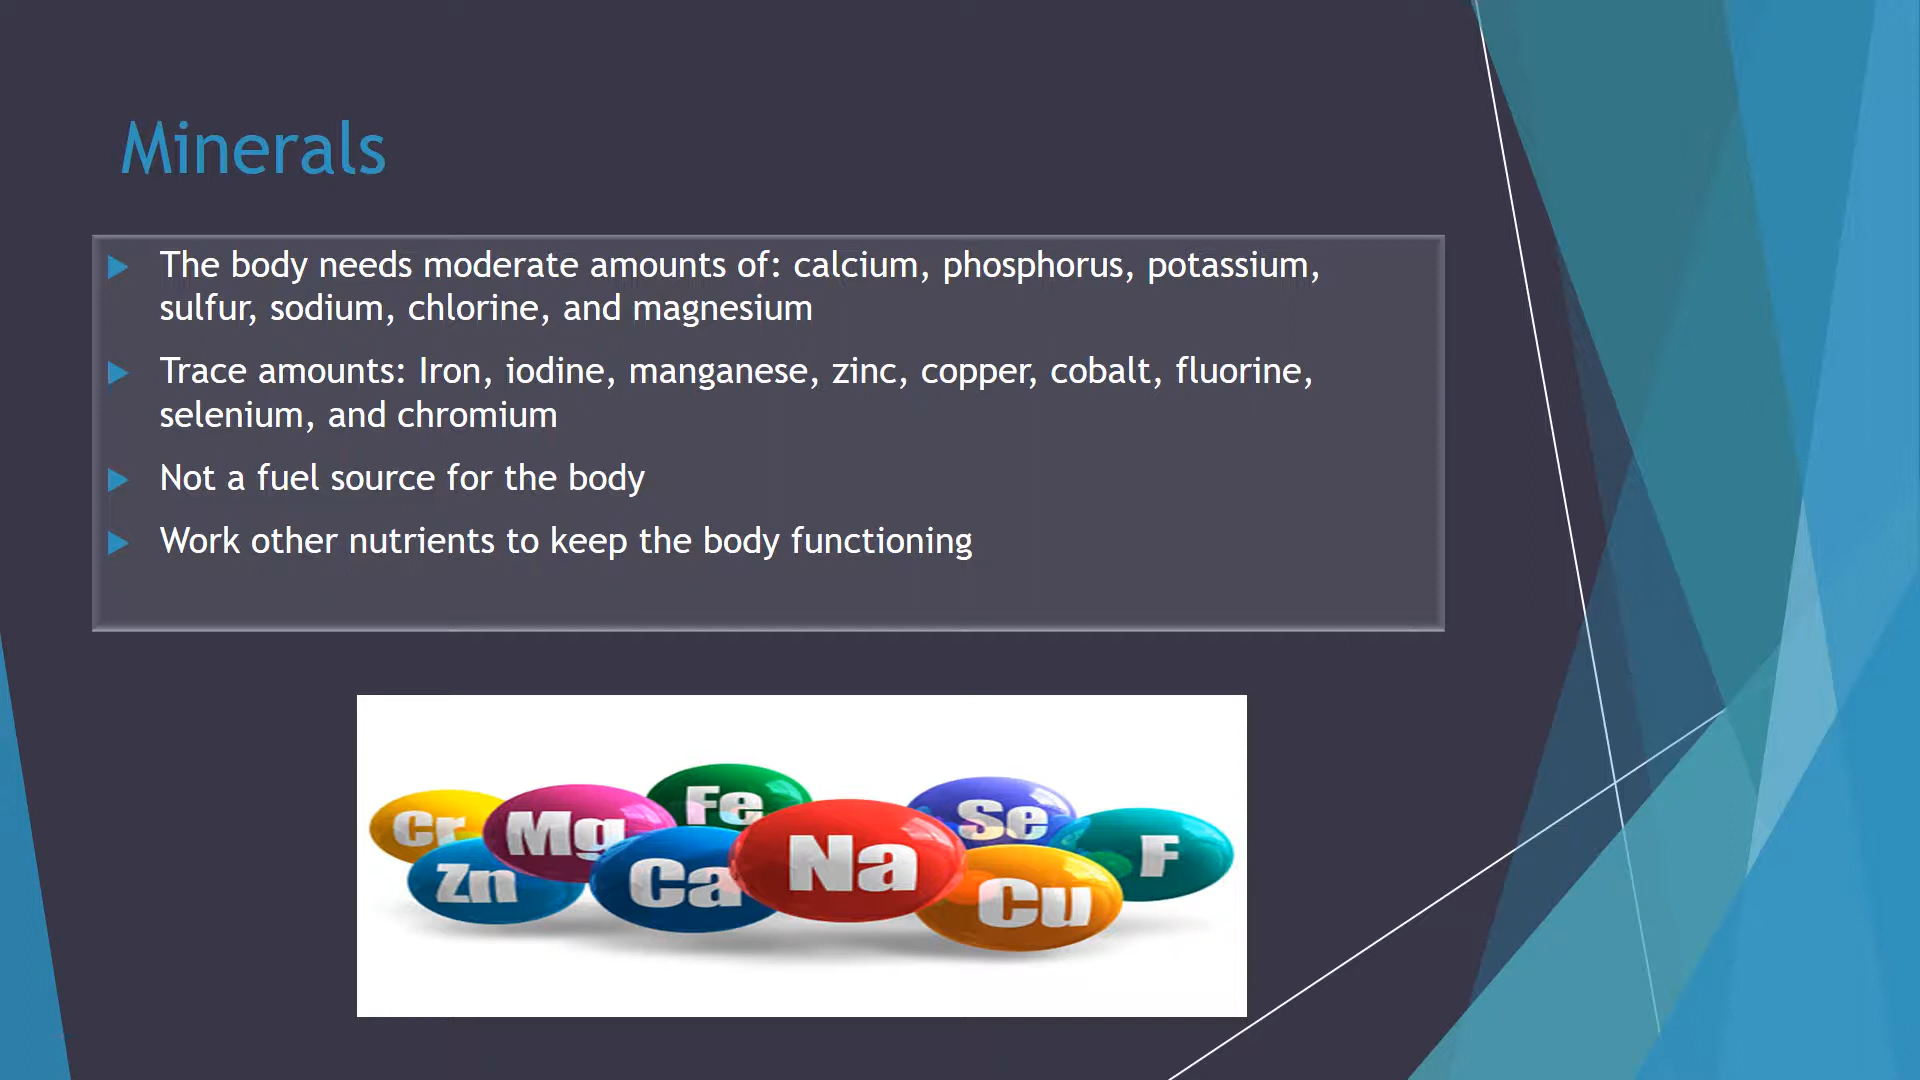 Minerals
The body needs moderate amounts of: calcium, phosphorus, potassium,
sulfur, sodium, chlorine, and magnesium
Trace amounts: Iron, iodine, manganese, zinc, copper, cobalt, fluorine,
selenium, and chromium
Not a fuel source for the body
Work other nutrients to keep the body functioning
Cr Mg Fe Se F
Zn Ca Na Cu